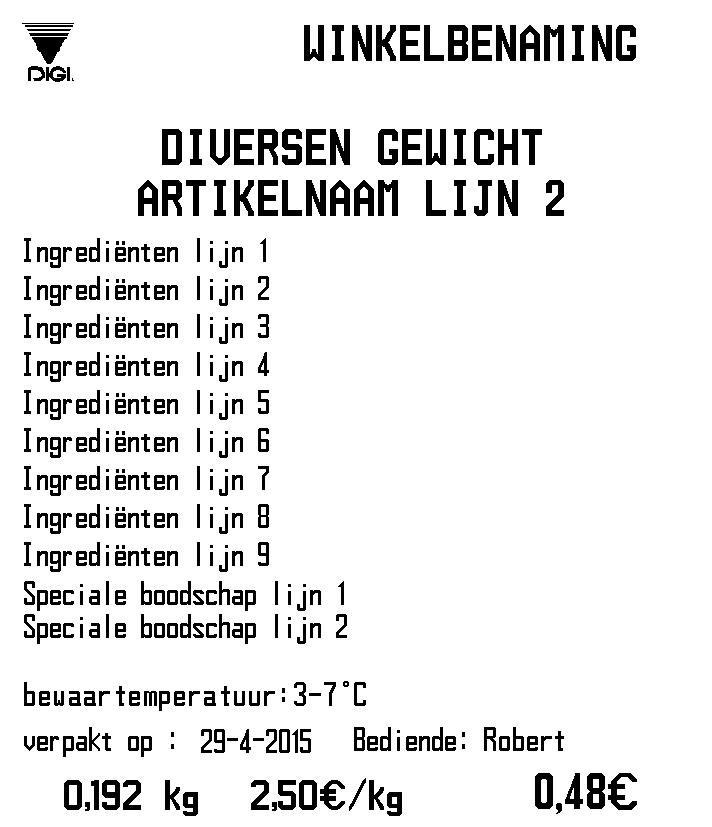 DIGI.
WINKELBENAMING
DIVERSEN GEWICHT
ARTIKELNAAM LIJN 2
Ingrediënten lijn 1
Ingrediënten lijn 2
Ingrediënten lijn 3
Ingrediënten lijn 4
Ingrediënten lijn 5
Ingrediënten lijn 6
Ingrediënten lijn 7
Ingrediënten lijn 8
Ingrediënten lijn 9
Speciale boodschap lijn 1
Speciale boodschap lijn 2
bewaartemperatuur:3-7°C
verpakt op : 29-4-2015 Bediende: Robert
0,192 kg 2,50€/kg 0,48€